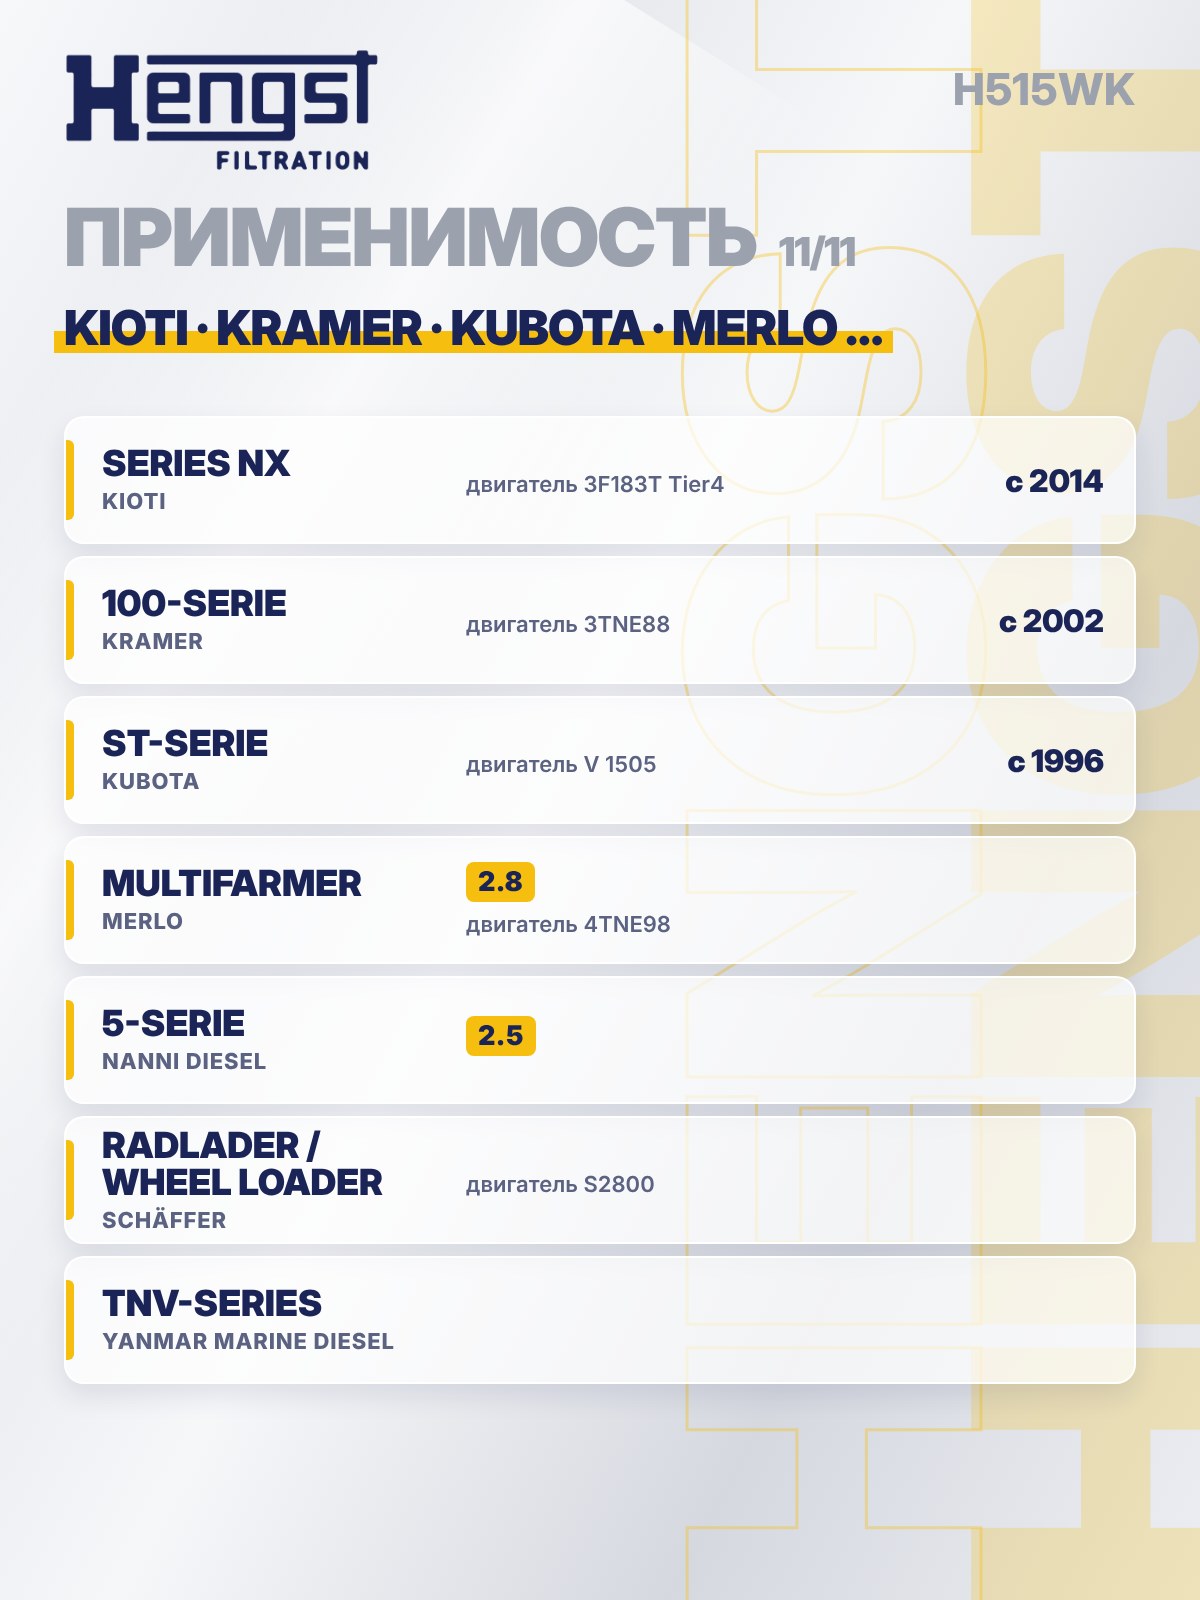 Hengst
FILTRATION
H515WK
ПРИМЕНИМОСТЬ 11/11
KIOTI · KRAMER · KUBOTA · MERLO ...
SERIES NX
KIOTI
двигатель 3F183T Tier4
с 2014
100-SERIE
KRAMER
двигатель 3TNE88
с 2002
ST-SERIE
KUBOTA
двигатель V 1505
с 1996
MULTIFARMER
MERLO
2.8
двигатель 4TNE98
5-SERIE
NANNI DIESEL
2.5
RADLADER /
WHEEL LOADER
SCHÄFFER
двигатель S2800
TNV-SERIES
YANMAR MARINE DIESEL
HENGST
HENGST